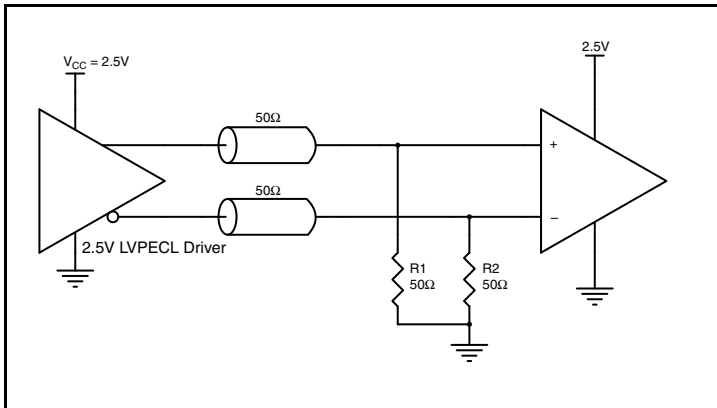 V_CC = 2.5V
2.5V
50Ω
+
50Ω
–
2.5V LVPECL Driver
R1
50Ω
R2
50Ω